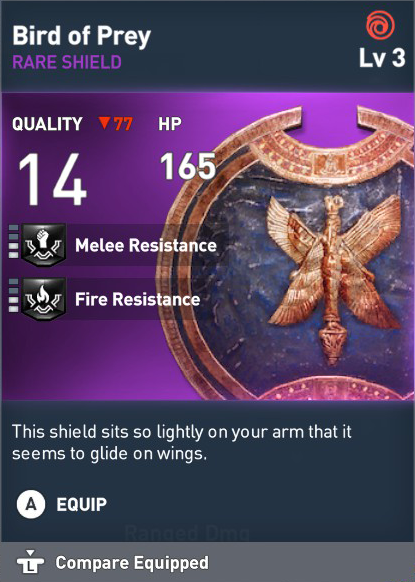 Bird of Prey
RARE SHIELD
Lv 3
QUALITY ▼77 HP
14 165
Melee Resistance
Fire Resistance
This shield sits so lightly on your arm that it
seems to glide on wings.
A EQUIP
Ranged Dmg
L Compare Equipped